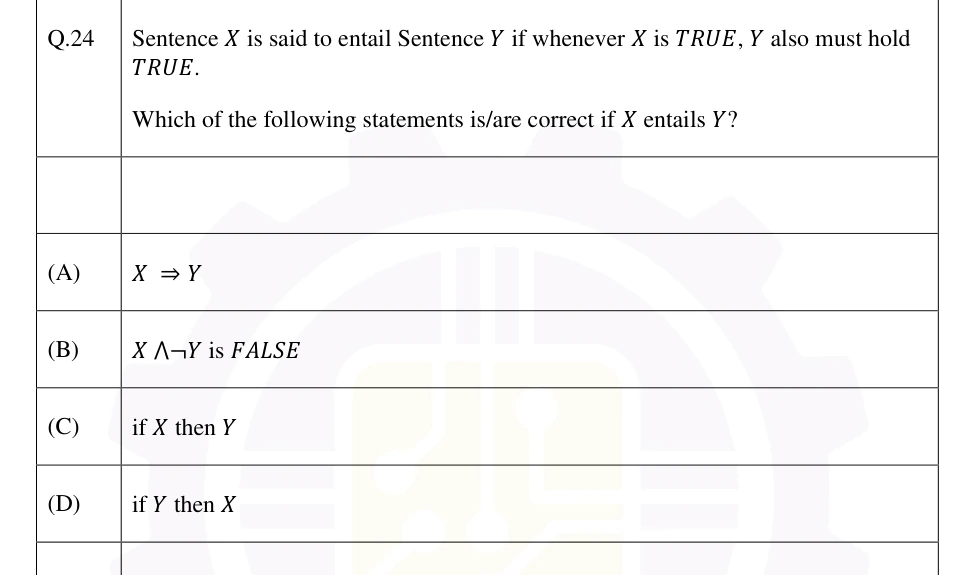 Q.24 Sentence X is said to entail Sentence Y if whenever X is TRUE, Y also must hold
TRUE.
Which of the following statements is/are correct if X entails Y?
(A) X ⇒ Y
(B) X ∧¬Y is FALSE
(C) if X then Y
(D) if Y then X